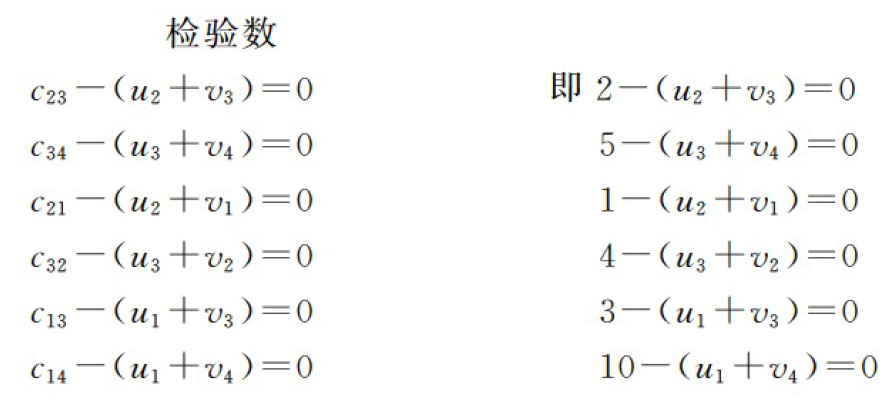 检验数
c₂₃－(u₂＋v₃)＝0 即 2－(u₂＋v₃)＝0
c₃₄－(u₃＋v₄)＝0 5－(u₃＋v₄)＝0
c₂₁－(u₂＋v₁)＝0 1－(u₂＋v₁)＝0
c₃₂－(u₃＋v₂)＝0 4－(u₃＋v₂)＝0
c₁₃－(u₁＋v₃)＝0 3－(u₁＋v₃)＝0
c₁₄－(u₁＋v₄)＝0 10－(u₁＋v₄)＝0